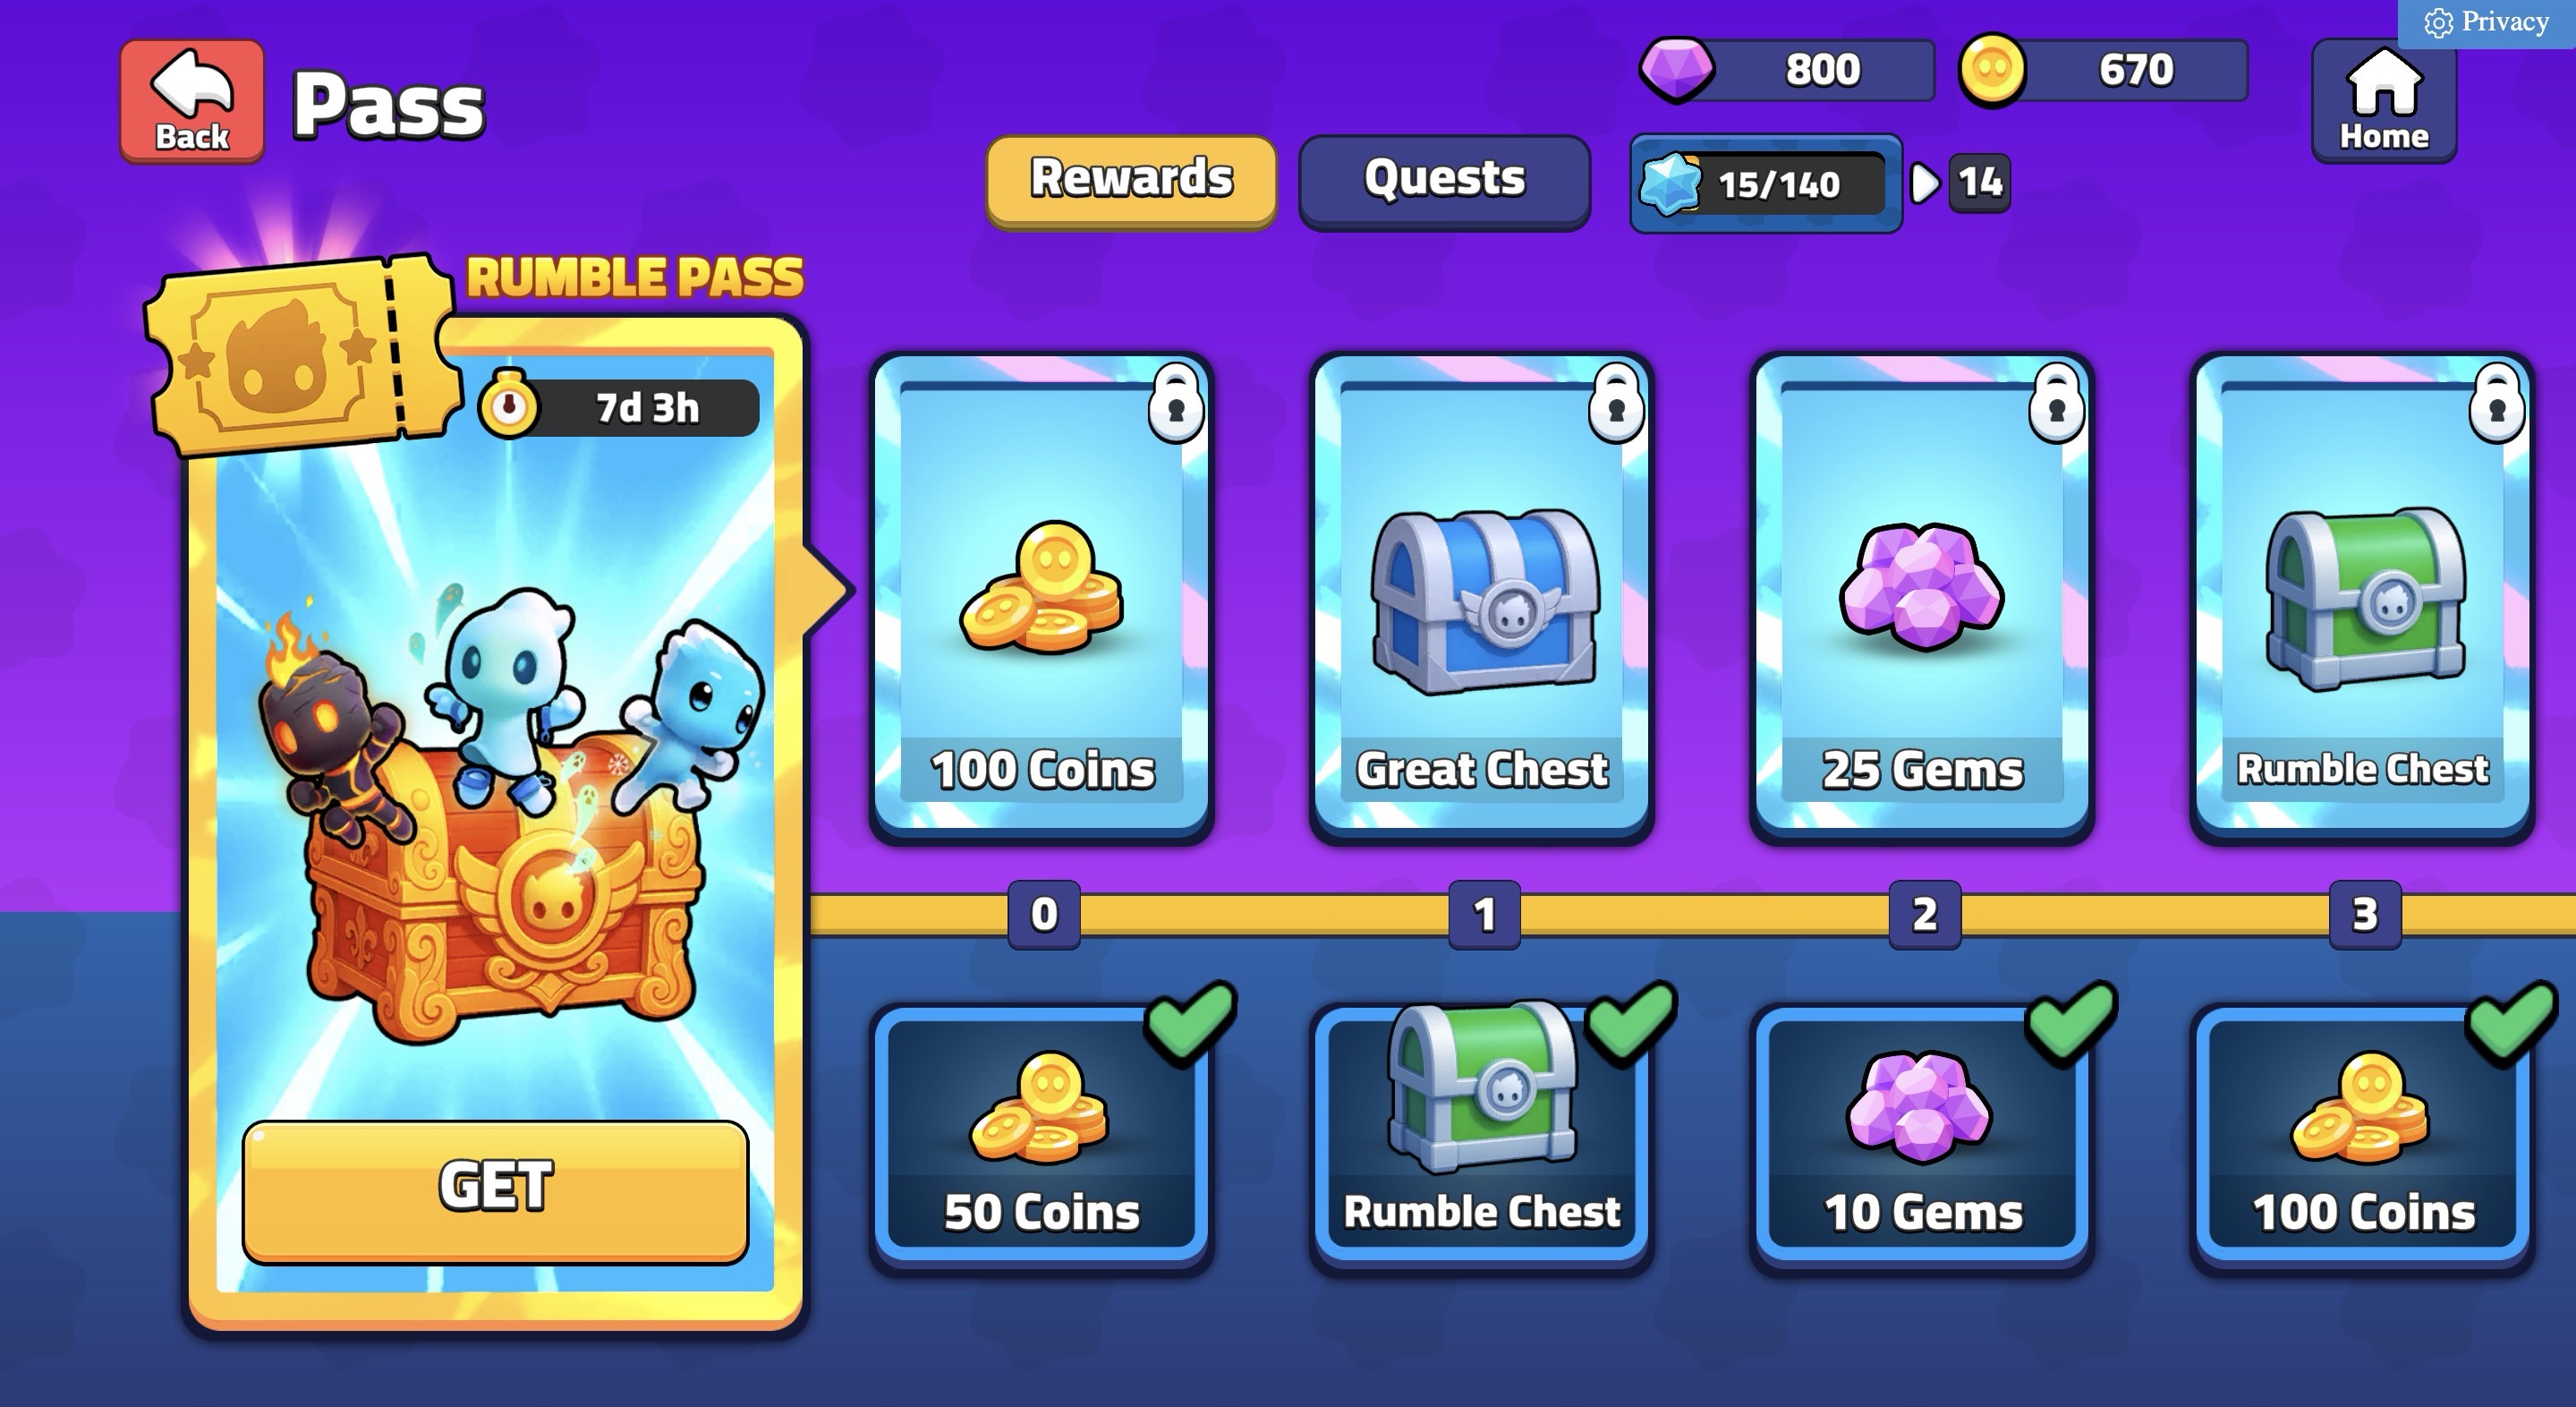 Privacy
Back
Pass
800
670
Home
Rewards
Quests
15/140
14
RUMBLE PASS
7d 3h
100 Coins
Great Chest
25 Gems
Rumble Chest
0
1
2
3
50 Coins
Rumble Chest
10 Gems
100 Coins
GET